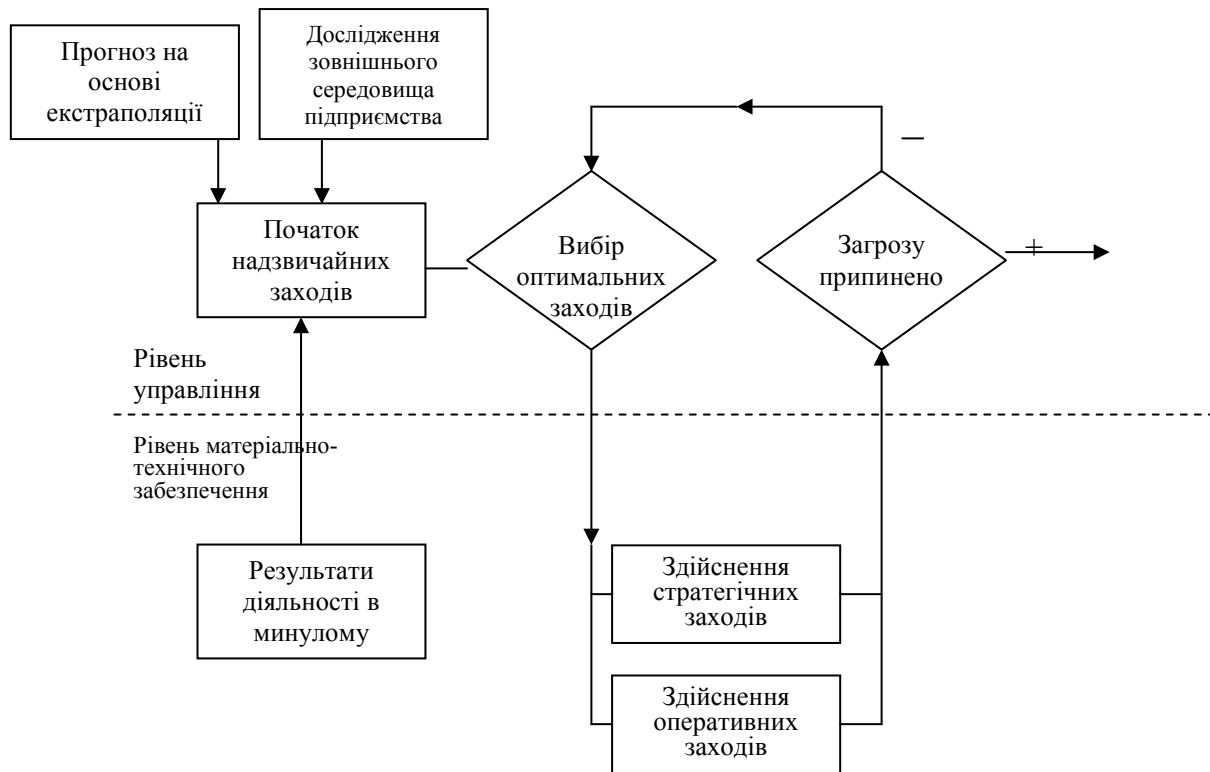 Прогноз на
основі
екстраполяції
Дослідження
зовнішнього
середовища
підприємства
—
Початок
надзвичайних
заходів
Вибір
оптимальних
заходів
Загрозу
припинено
+
Рівень
управління
Рівень матеріально-
технічного
забезпечення
Результати
діяльності в
минулому
Здійснення
стратегічних
заходів
Здійснення
оперативних
заходів